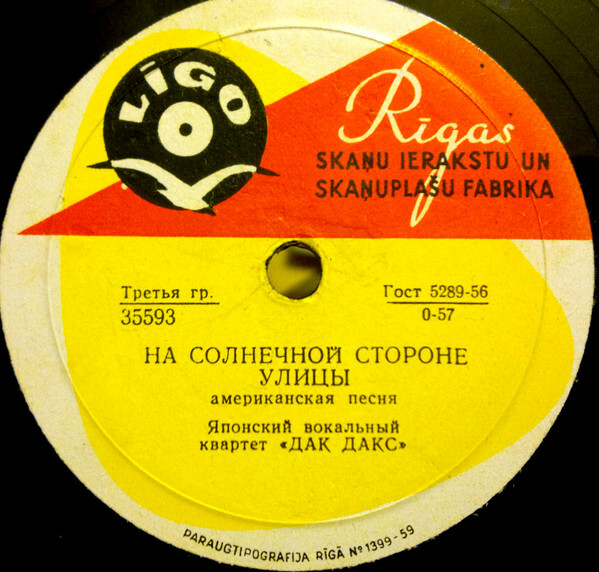 LĪGO
Rīgas
SKAŅU IERAKSTU UN
SKAŅUPLAŠU FABRIKA
Третья гр.
35593
Гост 5289-56
0-57
НА СОЛНЕЧНОЙ СТОРОНЕ
УЛИЦЫ
американская песня
Японский вокальный
квартет «ДАК ДАКС»
PARAUGTIPOGRAFIJA RĪGĀ № 1399-59